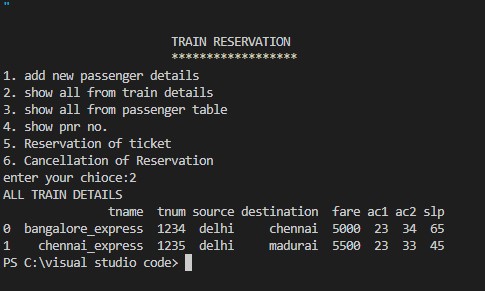 "
TRAIN RESERVATION
******************
1. add new passenger details
2. show all from train details
3. show all from passenger table
4. show pnr no.
5. Reservation of ticket
6. Cancellation of Reservation
enter your chioce:2
ALL TRAIN DETAILS
tname tnum source destination fare ac1 ac2 slp
0 bangalore_express 1234 delhi chennai 5000 23 34 65
1 chennai_express 1235 delhi madurai 5500 23 33 45
PS C:\visual studio code>